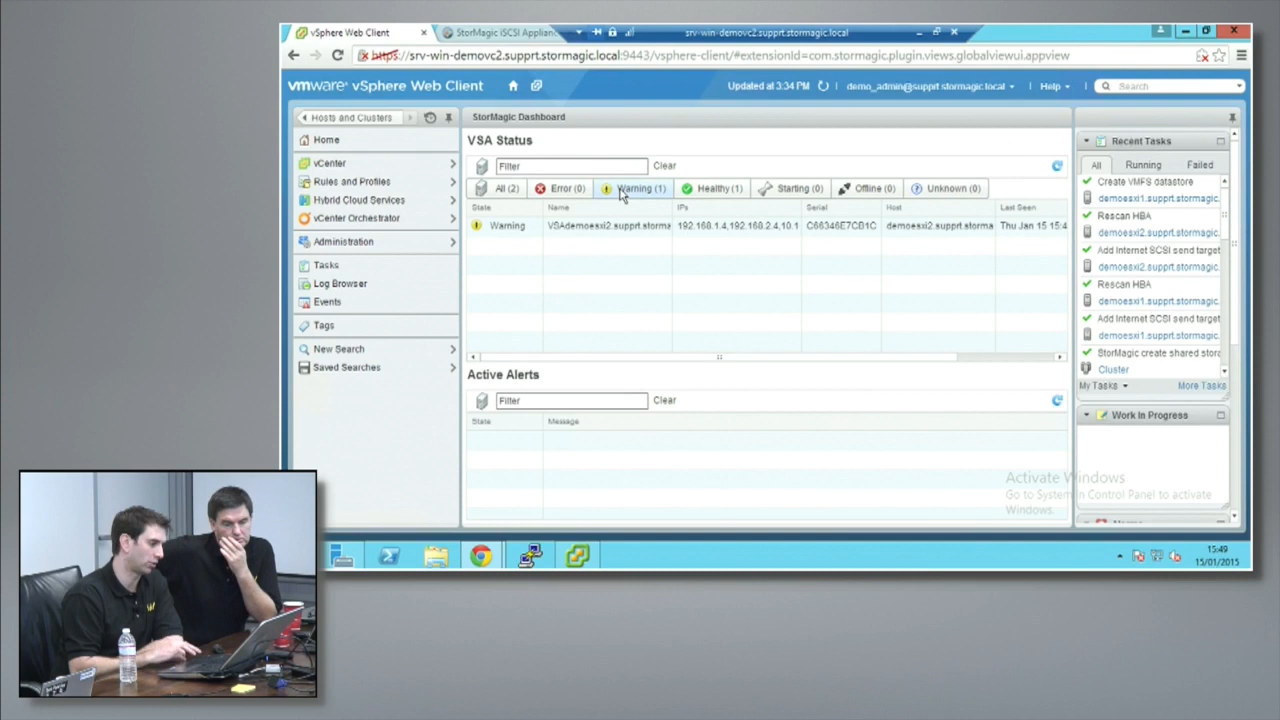 vSphere Web Client
StorMagic iSCSI Applianc
srv-win-demovc2.supprt.stormagic.local
https://srv-win-demovc2.supprt.stormagic.local:9443/vsphere-client/#extensionId=com.stormagic.plugin.views.globalviewui.appview
vmware® vSphere Web Client
Updated at 3:34 PM
demo_admin@supprt.stormagic.local
Help
Search
Hosts and Clusters
Home
vCenter
Rules and Profiles
Hybrid Cloud Services
vCenter Orchestrator
Administration
Tasks
Log Browser
Events
Tags
New Search
Saved Searches
StorMagic Dashboard
VSA Status
Filter Clear
All (2) Error (0) Warning (1) Healthy (1) Starting (0) Offline (0) Unknown (0)
State Name IPs Serial Host Last Seen
Warning VSAdemoesxi2.supprt.storma 192.168.1.4,192.168.2.4,10.1 C66346E7CB1C demoesxi2.supprt.storma Thu Jan 15 15:4
Active Alerts
Filter Clear
State Message
Recent Tasks
All Running Failed
Create VMFS datastore
demoesxi1.supprt.stormagic.
Rescan HBA
demoesxi2.supprt.stormagic.
Add Internet SCSI send target
demoesxi2.supprt.stormagic.
Rescan HBA
demoesxi1.supprt.stormagic.
Add Internet SCSI send target
demoesxi1.supprt.stormagic.
StorMagic create shared stora
Cluster
My Tasks More Tasks
Work In Progress
Activate Windows
Go to System in Control Panel to activate
Windows.
15:49
15/01/2015